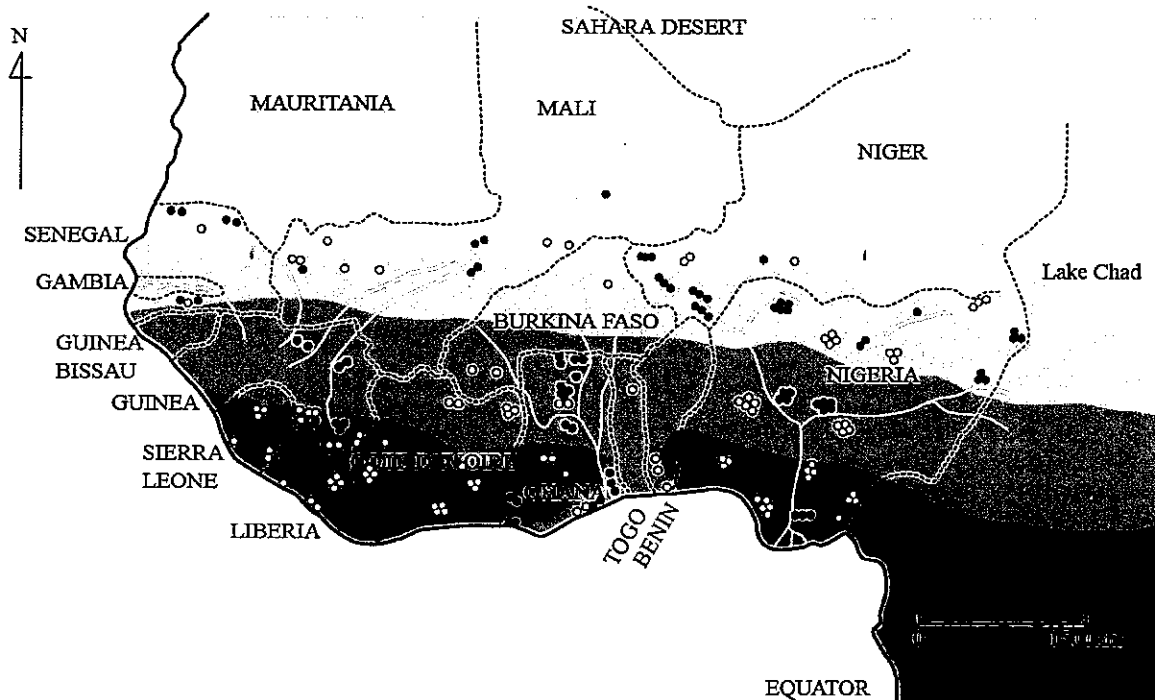 N
SAHARA DESERT
MAURITANIA
MALI
NIGER
SENEGAL
GAMBIA
Lake Chad
BURKINA FASO
GUINEA
BISSAU
NIGERIA
GUINEA
SIERRA
LEONE
GHANA
LIBERIA
TOGO
BENIN
0
EQUATOR